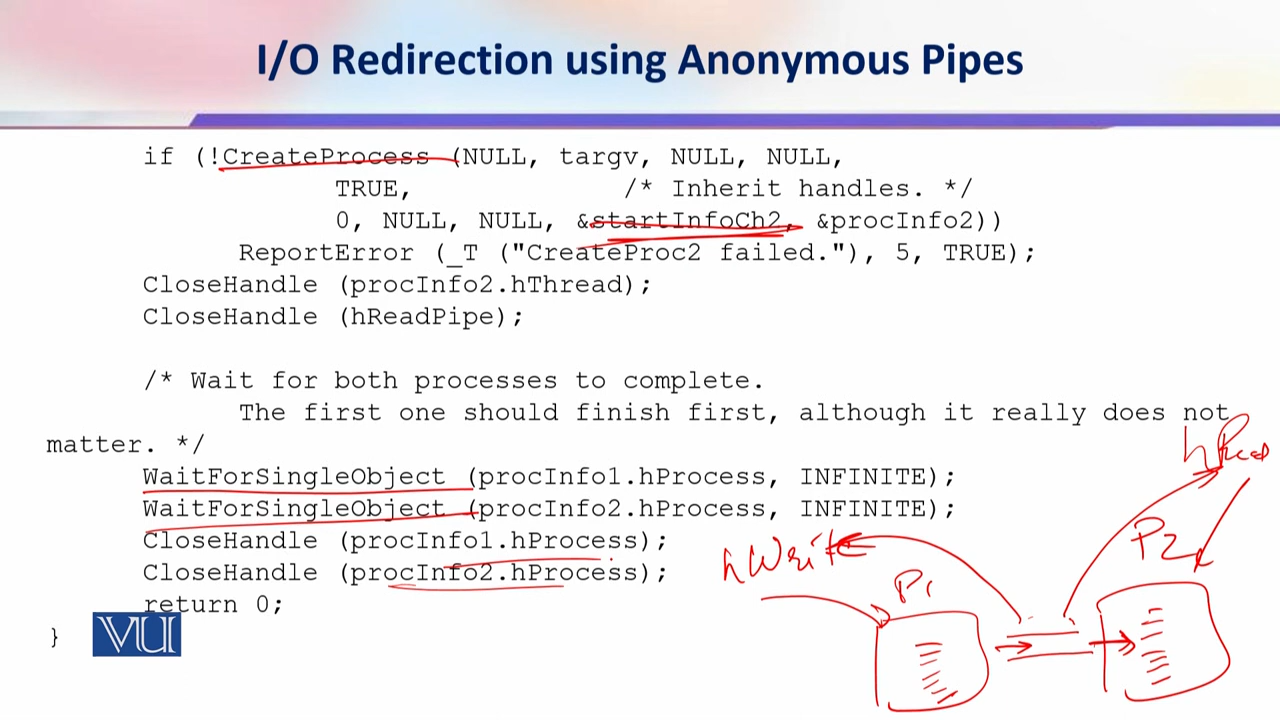 I/O Redirection using Anonymous Pipes
if (!CreateProcess (NULL, targv, NULL, NULL,
TRUE, /* Inherit handles. */
0, NULL, NULL, &startInfoCh2, &procInfo2))
ReportError (_T ("CreateProc2 failed."), 5, TRUE);
CloseHandle (procInfo2.hThread);
CloseHandle (hReadPipe);
/* Wait for both processes to complete.
The first one should finish first, although it really does not
matter. */
WaitForSingleObject (procInfo1.hProcess, INFINITE);
WaitForSingleObject (procInfo2.hProcess, INFINITE);
CloseHandle (procInfo1.hProcess);
CloseHandle (procInfo2.hProcess);
return 0;
}
VU
hRead
hWrite
P1
P2